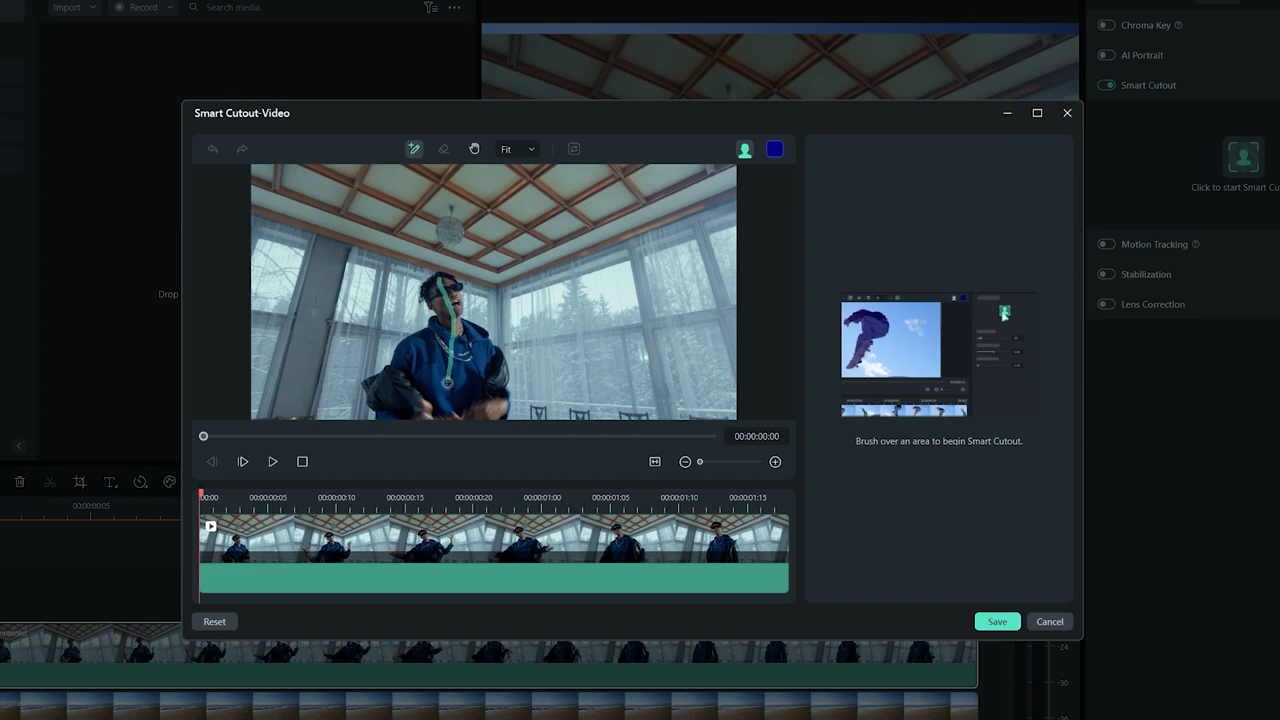 Import
Record
Search media
Chroma Key
AI Portrait
Smart Cutout
Smart Cutout-Video
Fit
Click to start Smart Cu
Motion Tracking
Stabilization
Lens Correction
Drop
Brush over an area to begin Smart Cutout.
00:00:00:00
00:00:00:05
:00:00 00:00:00:05 00:00:00:10 00:00:00:15 00:00:00:20 00:00:01:00 00:00:01:05 00:00:01:10 00:00:01:15
Reset
Save
Cancel
-24
-30